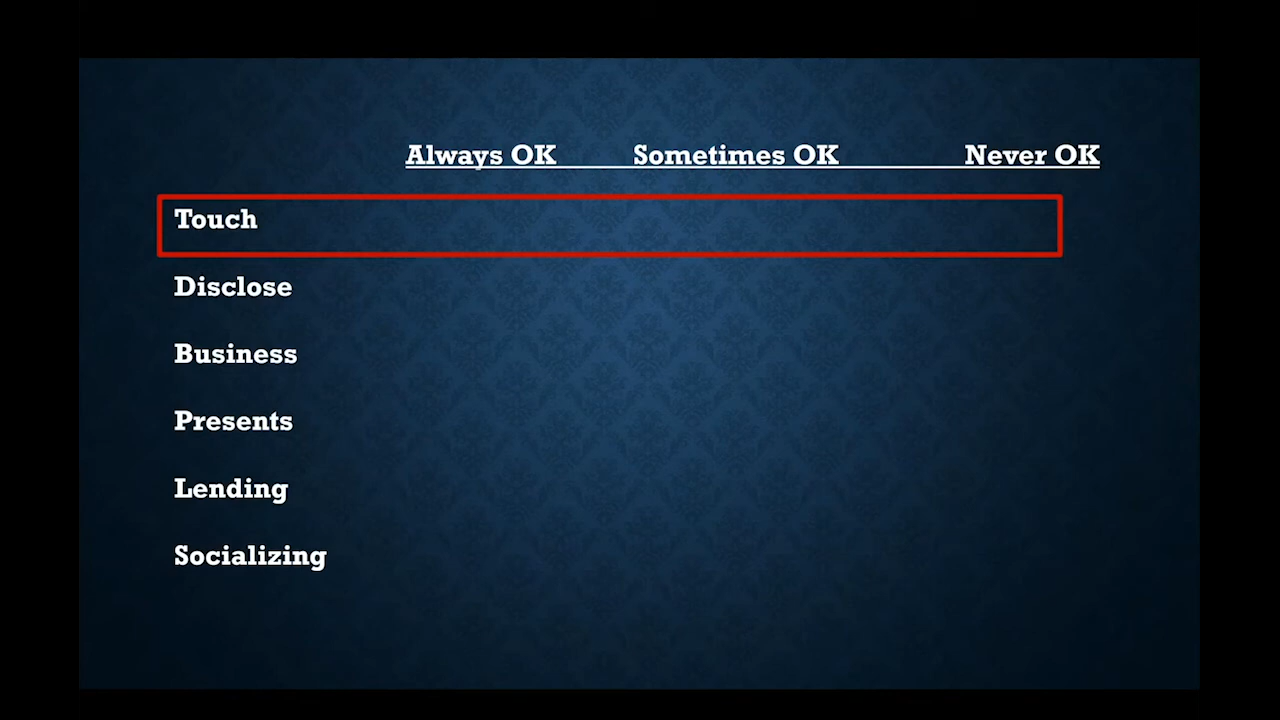 Always OK Sometimes OK Never OK
Touch
Disclose
Business
Presents
Lending
Socializing